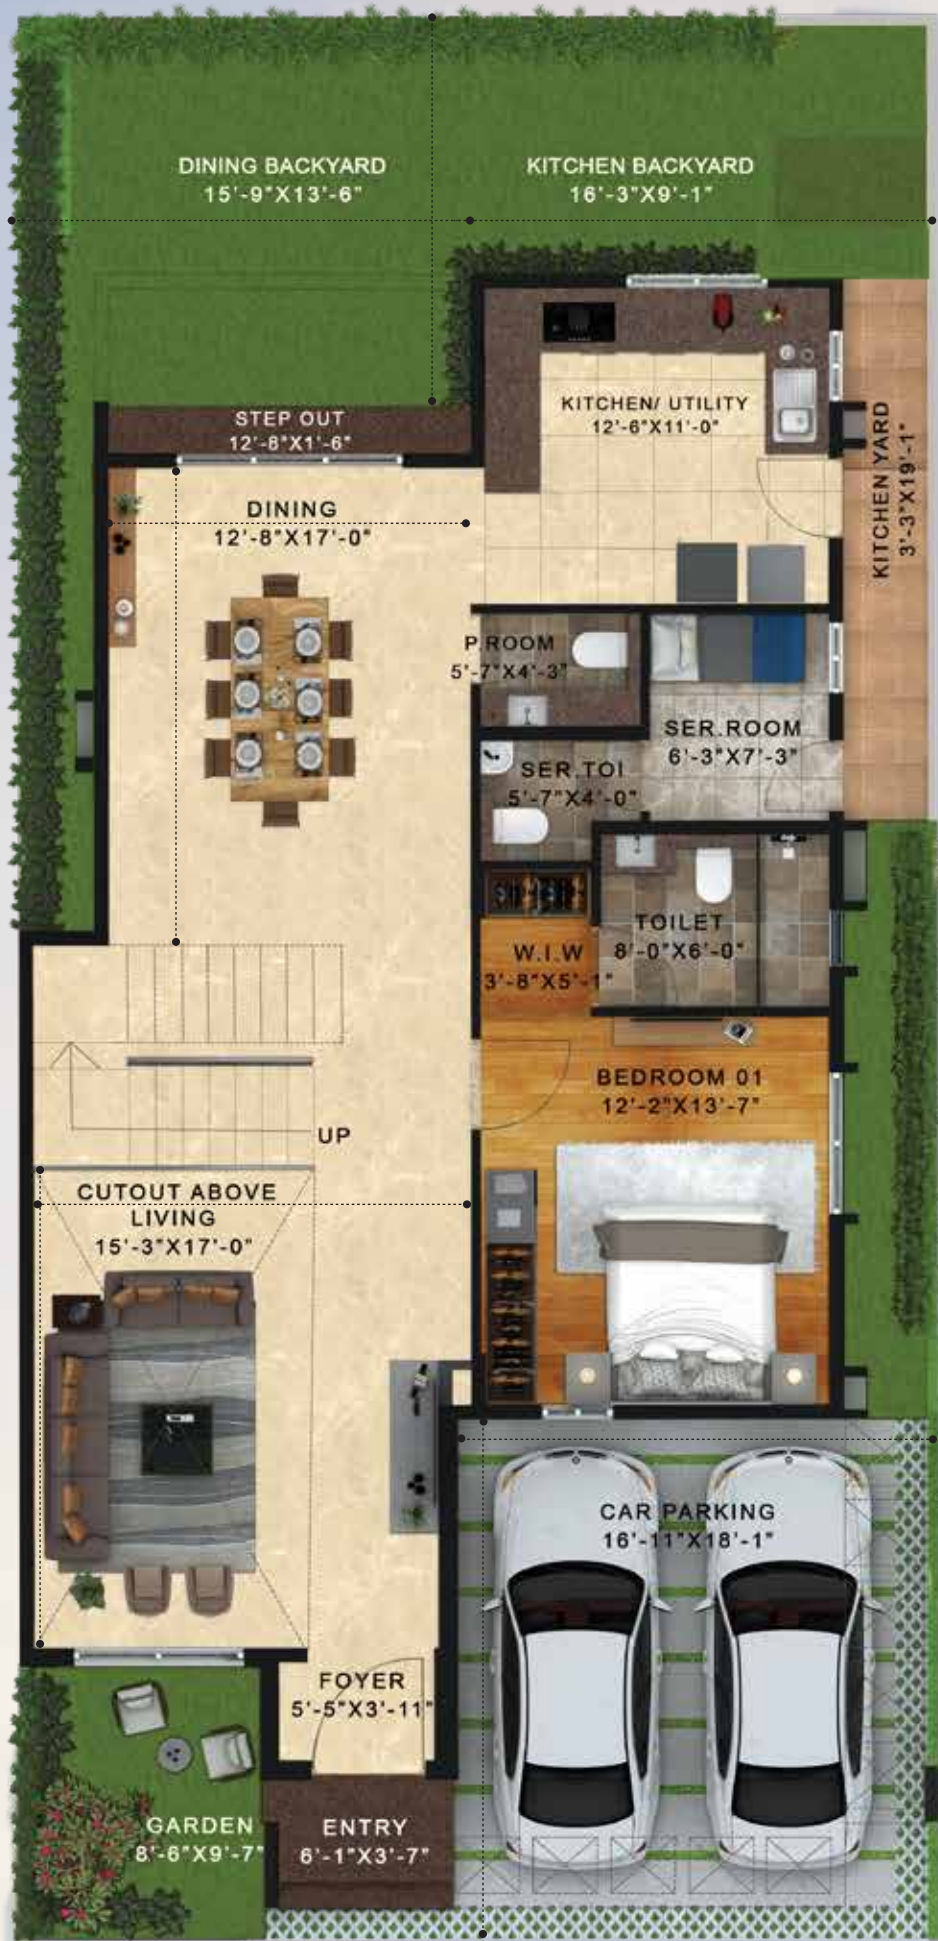 DINING BACKYARD
15'-9"X13'-6"
KITCHEN BACKYARD
16'-3"X9'-1"
STEP OUT
12'-8"X1'-6"
KITCHEN/ UTILITY
12'-6"X11'-0"
KITCHEN YARD
3'-3"X19'-1"
DINING
12'-8"X17'-0"
P.ROOM
5'-7"X4'-3"
SER.ROOM
6'-3"X7'-3"
SER.TOI
5'-7"X4'-0"
TOILET
8'-0"X6'-0"
W.I.W
3'-8"X5'-1"
BEDROOM 01
12'-2"X13'-7"
UP
CUTOUT ABOVE
LIVING
15'-3"X17'-0"
CAR PARKING
16'-11"X18'-1"
FOYER
5'-5"X3'-11"
GARDEN
8'-6"X9'-7"
ENTRY
6'-1"X3'-7"